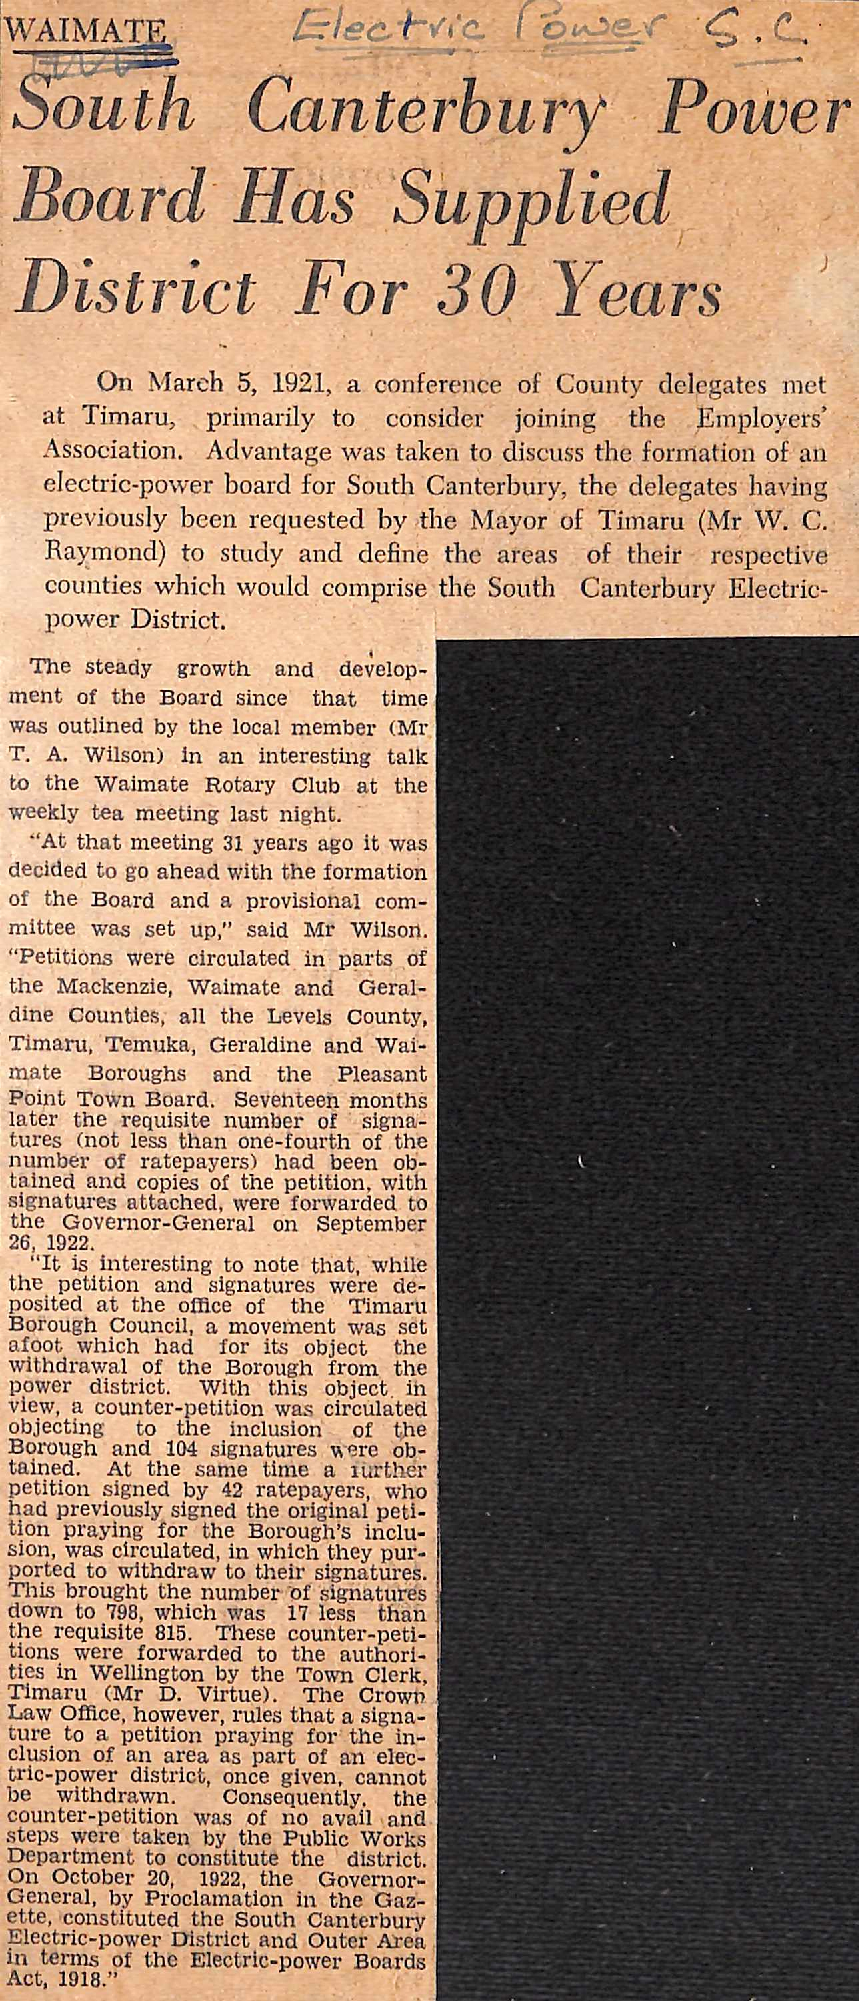 WAIMATE
Electric Power S.C.
South Canterbury Power
Board Has Supplied
District For 30 Years
On March 5, 1921, a conference of County delegates met
at Timaru, primarily to consider joining the Employers'
Association. Advantage was taken to discuss the formation of an
electric-power board for South Canterbury, the delegates having
previously been requested by the Mayor of Timaru (Mr W. C.
Raymond) to study and define the areas of their respective
counties which would comprise the South Canterbury Electric-
power District.
The steady growth and develop-
ment of the Board since that time
was outlined by the local member (Mr
T. A. Wilson) in an interesting talk
to the Waimate Rotary Club at the
weekly tea meeting last night.
"At that meeting 31 years ago it was
decided to go ahead with the formation
of the Board and a provisional com-
mittee was set up," said Mr Wilson.
"Petitions were circulated in parts of
the Mackenzie, Waimate and Geral-
dine Counties, all the Levels County,
Timaru, Temuka, Geraldine and Wai-
mate Boroughs and the Pleasant
Point Town Board. Seventeen months
later the requisite number of signa-
tures (not less than one-fourth of the
number of ratepayers) had been ob-
tained and copies of the petition, with
signatures attached, were forwarded to
the Governor-General on September
26, 1922.
"It is interesting to note that, while
the petition and signatures were de-
posited at the office of the Timaru
Borough Council, a movement was set
afoot which had for its object the
withdrawal of the Borough from the
power district. With this object in
view, a counter-petition was circulated
objecting to the inclusion of the
Borough and 104 signatures were ob-
tained. At the same time a further
petition signed by 42 ratepayers, who
had previously signed the original peti-
tion praying for the Borough's inclu-
sion, was circulated, in which they pur-
ported to withdraw to their signatures.
This brought the number of signatures
down to 798, which was 17 less than
the requisite 815. These counter-peti-
tions were forwarded to the authori-
ties in Wellington by the Town Clerk,
Timaru (Mr D. Virtue). The Crown
Law Office, however, rules that a signa-
ture to a petition praying for the in-
clusion of an area as part of an elec-
tric-power district, once given, cannot
be withdrawn. Consequently, the
counter-petition was of no avail and
steps were taken by the Public Works
Department to constitute the district.
On October 20, 1922, the Governor-
General, by Proclamation in the Gaz-
ette, constituted the South Canterbury
Electric-power District and Outer Area
in terms of the Electric-power Boards
Act, 1918."